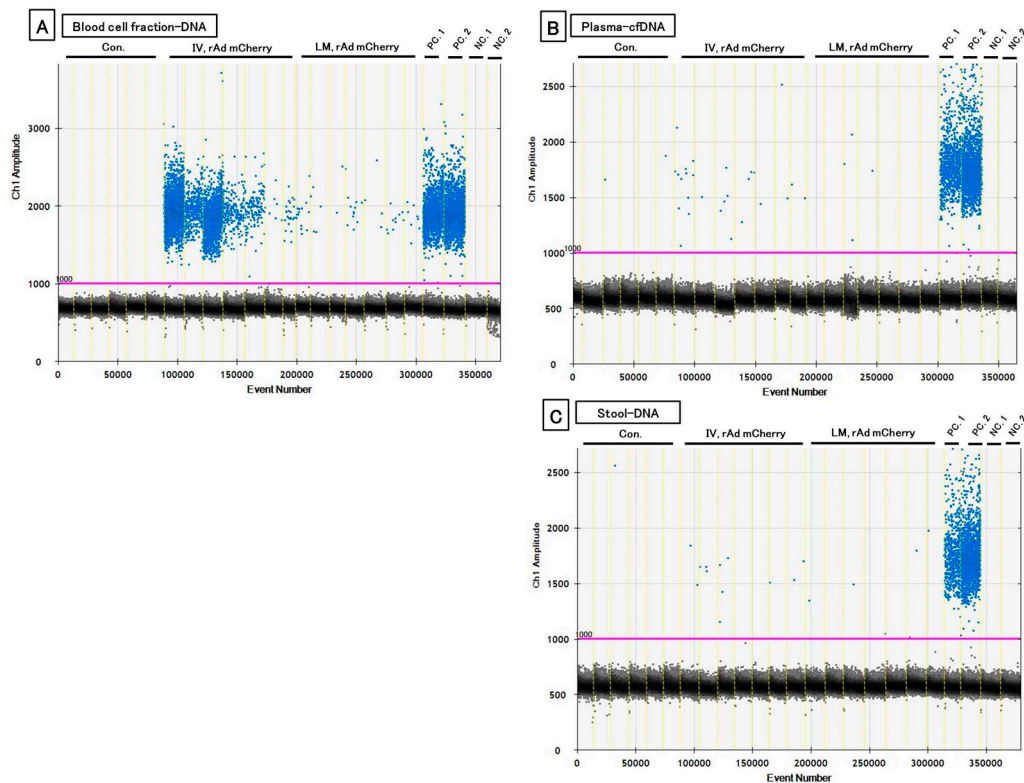 A
Blood cell fraction-DNA
Con.
IV, rAd mCherry
LM, rAd mCherry
PC. 1
PC. 2
NC. 1
NC. 2
Ch1 Amplitude
3000
2000
1000
0
1000
0 50000 100000 150000 200000 250000 300000 350000
Event Number
B
Plasma-cfDNA
Con.
IV, rAd mCherry
LM, rAd mCherry
PC. 1
PC. 2
NC. 1
NC. 2
Ch1 Amplitude
2500
2000
1500
1000
500
0
1000
0 50000 100000 150000 200000 250000 300000 350000
Event Number
C
Stool-DNA
Con.
IV, rAd mCherry
LM, rAd mCherry
PC. 1
PC. 2
NC. 1
NC. 2
Ch1 Amplitude
2500
2000
1500
1000
500
0
1000
0 50000 100000 150000 200000 250000 300000 350000
Event Number